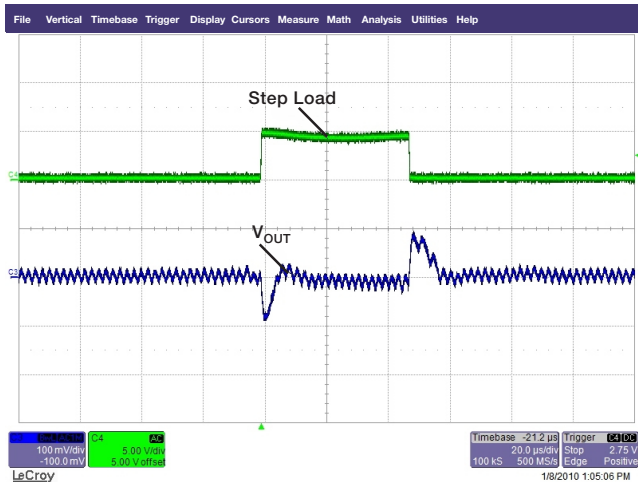 File Vertical Timebase Trigger Display Cursors Measure Math Analysis Utilities Help
Step Load
C4
VOUT
C3
100 mV/div
-100.0 mV
C4 AC
5.00 V/div
5.00 V offset
Timebase -21.2 µs
20.0 µs/div
100 kS 500 MS/s
Trigger C4 DC
Stop 2.75 V
Edge Positive
LeCroy
1/8/2010 1:05:06 PM